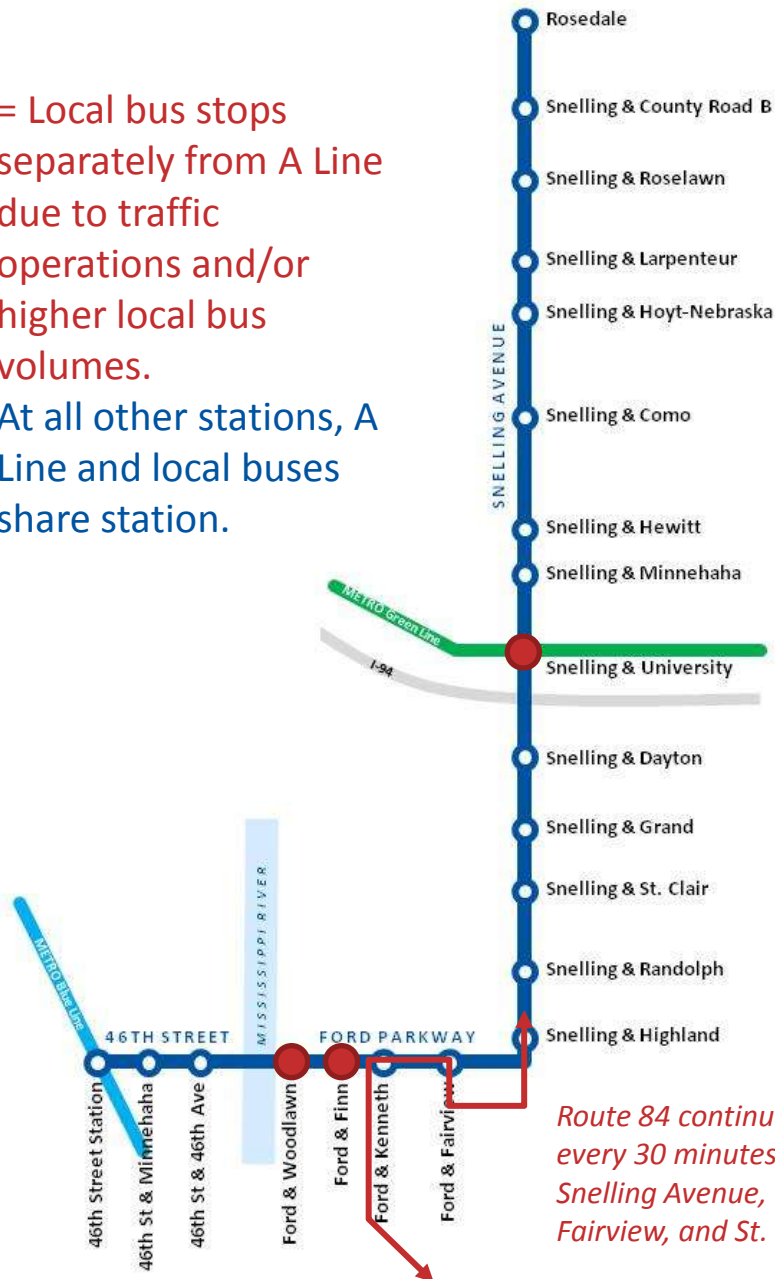 Rosedale
= Local bus stops
separately from A Line
due to traffic
operations and/or
higher local bus
volumes.
At all other stations, A
Line and local buses
share station.
Snelling & County Road B
Snelling & Roselawn
Snelling & Larpenteur
Snelling & Hoyt-Nebraska
SNELLING AVENUE
Snelling & Como
Snelling & Hewitt
Snelling & Minnehaha
METRO Green Line
Snelling & University
I-94
Snelling & Dayton
Snelling & Grand
Snelling & St. Clair
Snelling & Randolph
Snelling & Highland
MISSISSIPPI RIVER
METRO Blue Line
46TH STREET
FORD PARKWAY
46th Street Station
46th St & Minnehaha
46th St & 46th Ave
Ford & Woodlawn
Ford & Finn
Ford & Kenneth
Ford & Fairview
Route 84 continu
every 30 minutes
Snelling Avenue,
Fairview, and St.